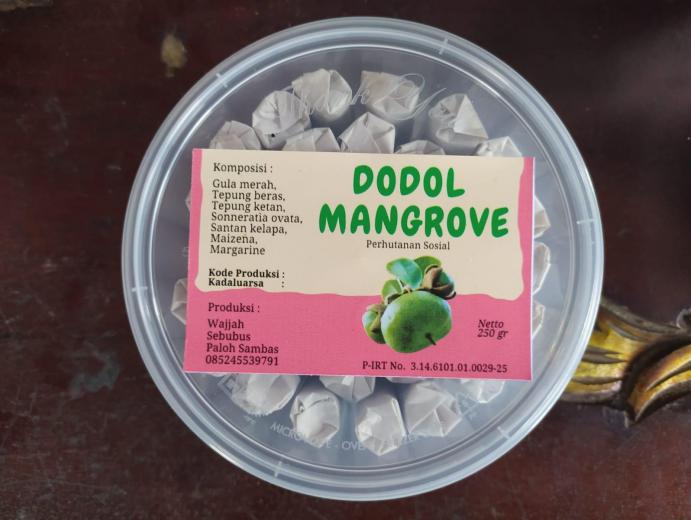 Komposisi :
Gula merah,
Tepung beras,
Tepung ketan,
Sonneratia ovata,
Santan kelapa,
Maizena,
Margarine
Kode Produksi :
Kadaluarsa :
Produksi :
Wajjah
Sebubus
Paloh Sambas
085245539791
DODOL
MANGROVE
Perhutanan Sosial
Netto
250 gr
P-IRT No. 3.14.6101.01.0029-25